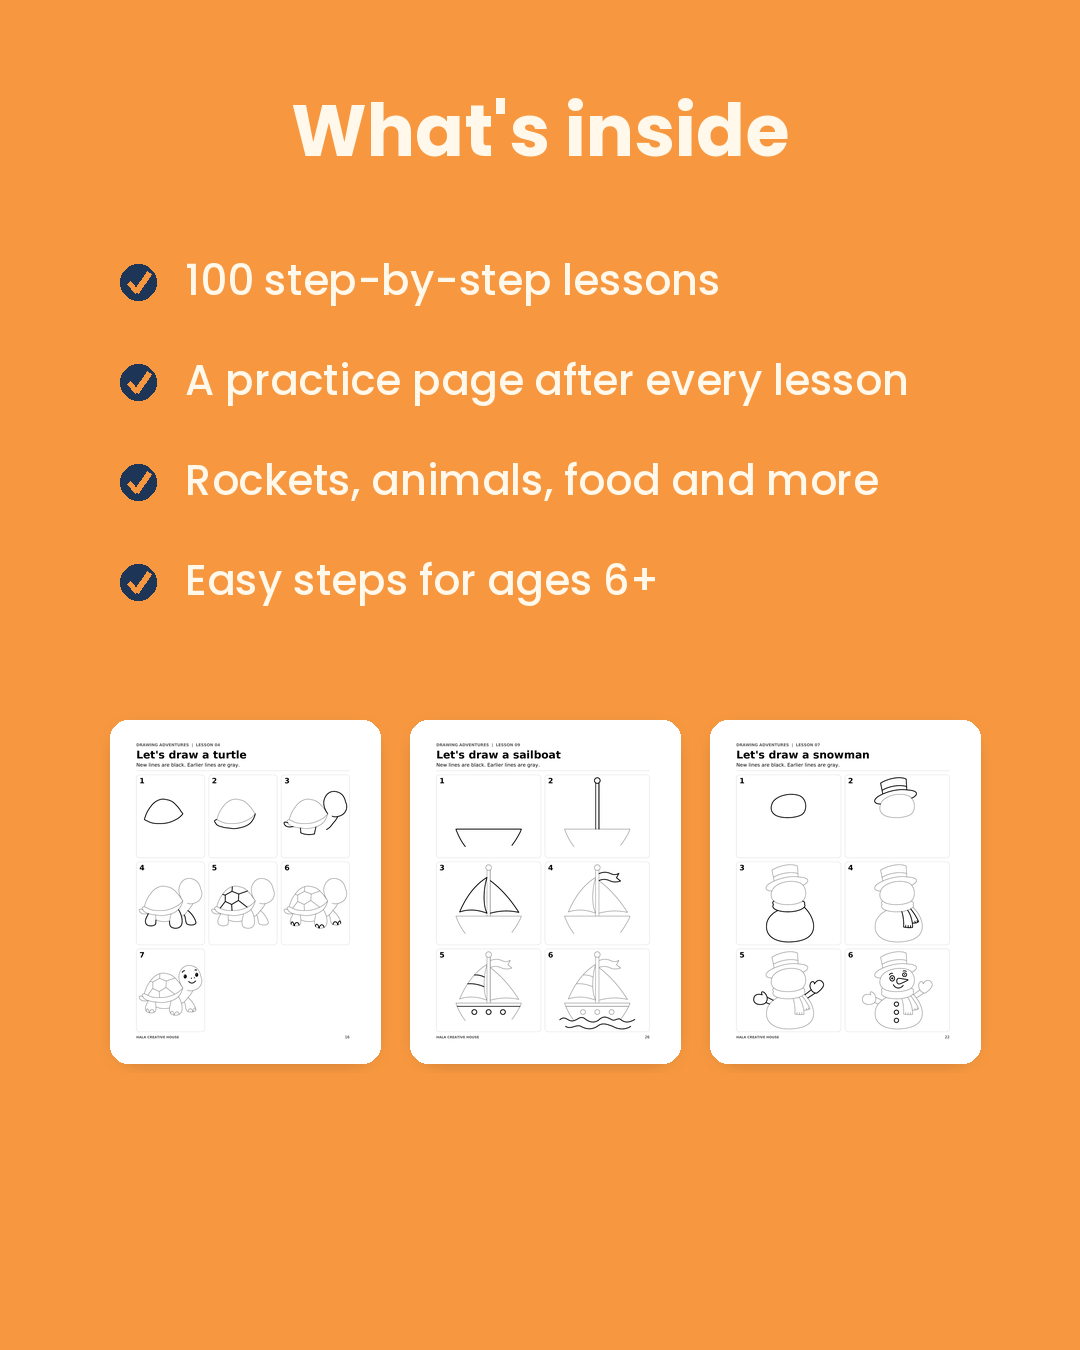 What's inside
100 step-by-step lessons
A practice page after every lesson
Rockets, animals, food and more
Easy steps for ages 6+
DRAWING ADVENTURES | LESSON 04
Let's draw a turtle
New lines are black. Earlier lines are gray.
1 2 3
4 5 6
7
HALA CREATIVE HOUSE 16
DRAWING ADVENTURES | LESSON 09
Let's draw a sailboat
New lines are black. Earlier lines are gray.
1 2
3 4
5 6
HALA CREATIVE HOUSE 26
DRAWING ADVENTURES | LESSON 07
Let's draw a snowman
New lines are black. Earlier lines are gray.
1 2
3 4
5 6
HALA CREATIVE HOUSE 22